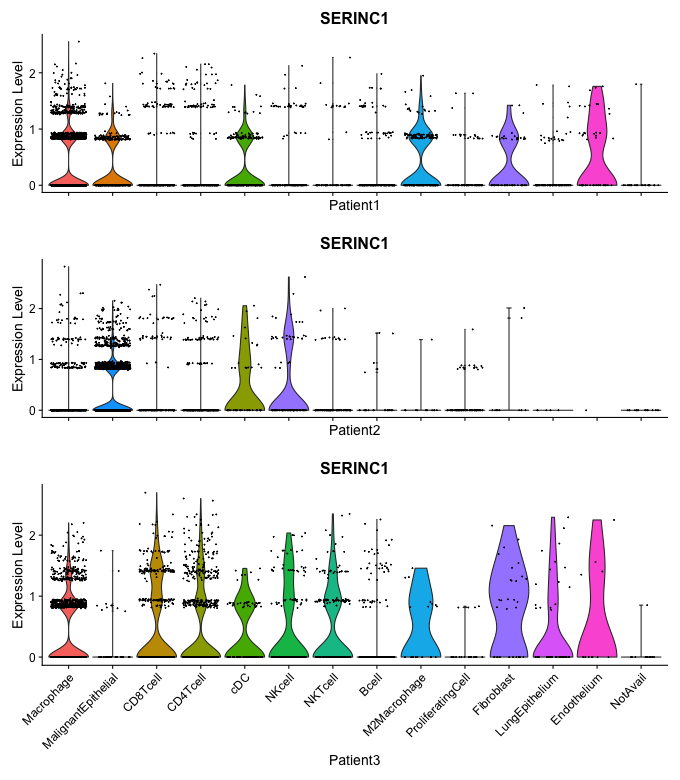 SERINC1
Expression Level
2
1
0
Patient1
SERINC1
Expression Level
2
1
0
Patient2
SERINC1
Expression Level
2
1
0
Macrophage
MalignantEpithelial
CD8Tcell
CD4Tcell
cDC
NKcell
NKTcell
Bcell
M2Macrophage
ProliferatingCell
Fibroblast
LungEpithelium
Endothelium
NotAvail
Patient3